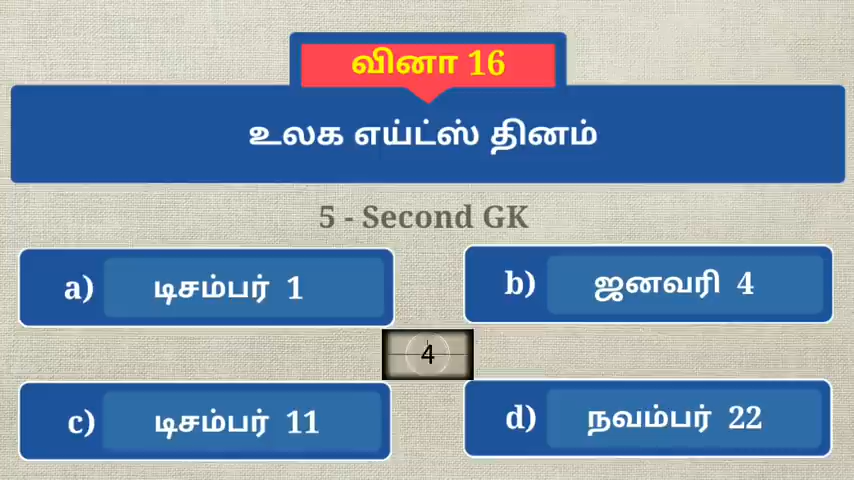 வினா 16
உலக எய்ட்ஸ் தினம்
5 - Second GK
a) டிசம்பர் 1
b) ஜனவரி 4
4
c) டிசம்பர் 11
d) நவம்பர் 22